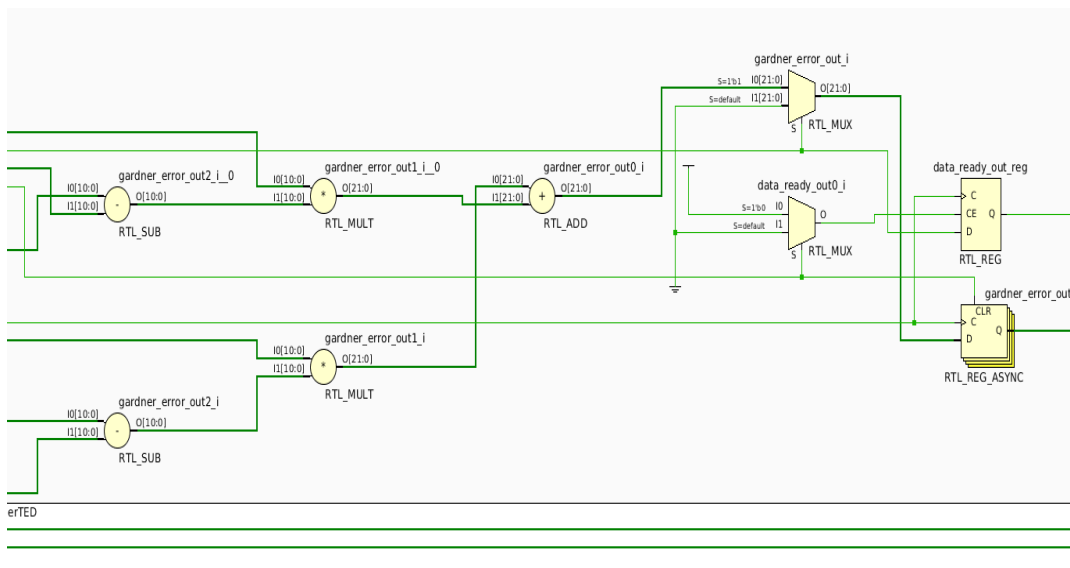 gardner_error_out_i
S=1'b1 I0[21:0]
S=default I1[21:0]
O[21:0]
S
RTL_MUX
gardner_error_out2_i__0
I0[10:0]
I1[10:0]
-
O[10:0]
RTL_SUB
gardner_error_out1_i__0
I0[10:0]
I1[10:0]
*
O[21:0]
RTL_MULT
gardner_error_out0_i
I0[21:0]
I1[21:0]
+
O[21:0]
RTL_ADD
data_ready_out0_i
S=1'b0 I0
S=default I1
O
S
RTL_MUX
data_ready_out_reg
C
CE
D
Q
RTL_REG
gardner_error_out
CLR
C
D
Q
RTL_REG_ASYNC
gardner_error_out1_i
I0[10:0]
I1[10:0]
*
O[21:0]
RTL_MULT
gardner_error_out2_i
I0[10:0]
I1[10:0]
-
O[10:0]
RTL_SUB
erTED